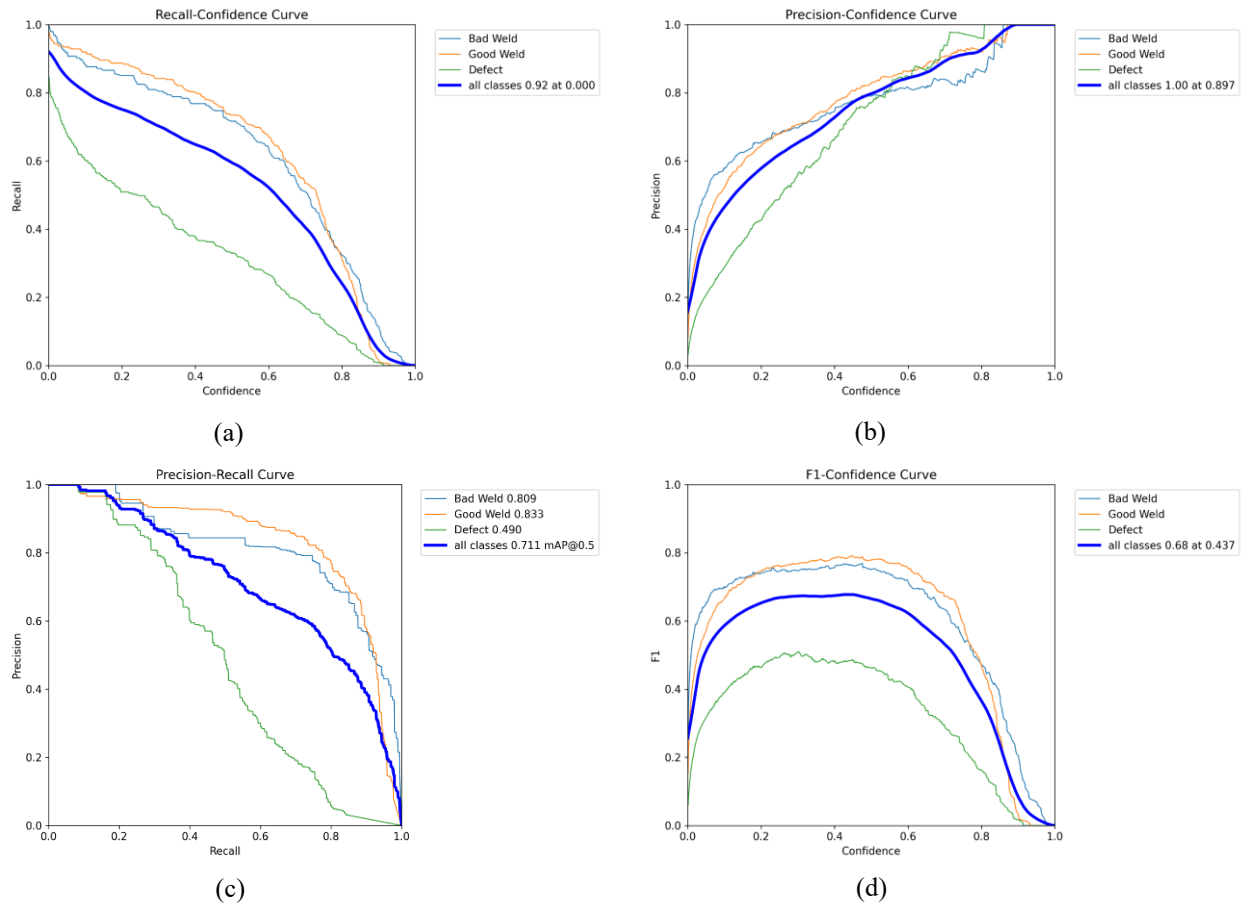 Recall-Confidence Curve
1.0
0.8
0.6
0.4
0.2
0.0
Recall
0.0 0.2 0.4 0.6 0.8 1.0
Confidence
Bad Weld
Good Weld
Defect
all classes 0.92 at 0.000
(a)
Precision-Confidence Curve
1.0
0.8
0.6
0.4
0.2
0.0
Precision
0.0 0.2 0.4 0.6 0.8 1.0
Confidence
Bad Weld
Good Weld
Defect
all classes 1.00 at 0.897
(b)
Precision-Recall Curve
1.0
0.8
0.6
0.4
0.2
0.0
Precision
0.0 0.2 0.4 0.6 0.8 1.0
Recall
Bad Weld 0.809
Good Weld 0.833
Defect 0.490
all classes 0.711 mAP@0.5
(c)
F1-Confidence Curve
1.0
0.8
0.6
0.4
0.2
0.0
F1
0.0 0.2 0.4 0.6 0.8 1.0
Confidence
Bad Weld
Good Weld
Defect
all classes 0.68 at 0.437
(d)